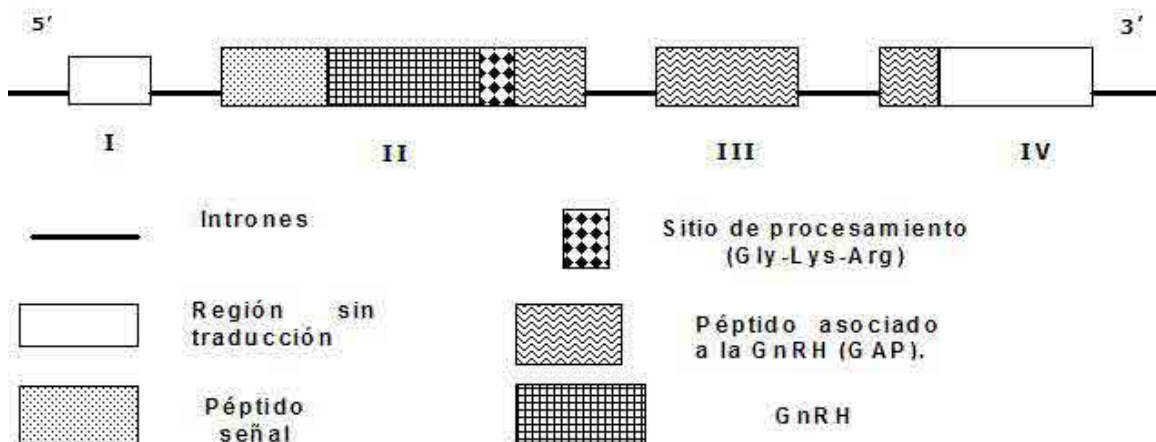 5′
3′
I
II
III
IV
Intrones
Sitio de procesamiento
(Gly-Lys-Arg)
Región sin
traducción
Péptido asociado
a la GnRH (GAP).
Péptido
señal
GnRH